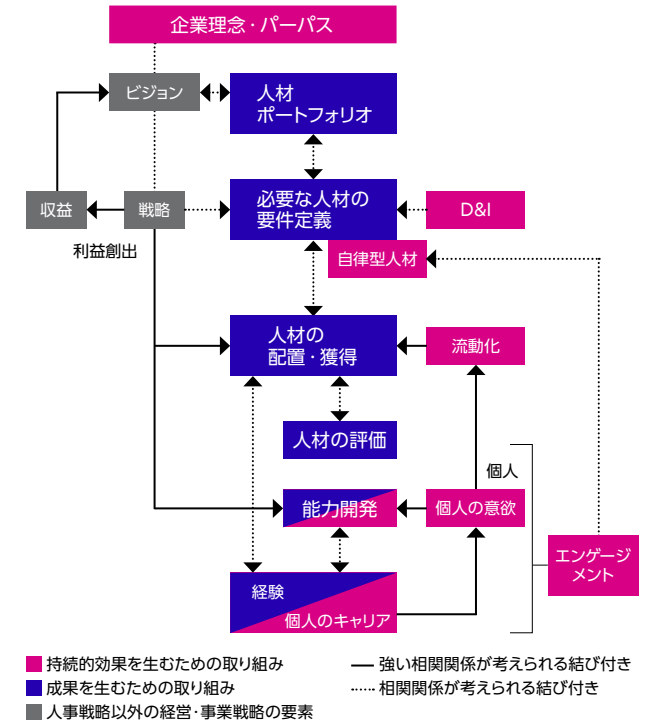 企業理念・パーパス
ビジョン
人材
ポートフォリオ
収益
戦略
必要な人材の
要件定義
D&I
利益創出
自律型人材
人材の
配置・獲得
流動化
人材の評価
個人
能力開発
個人の意欲
エンゲージ
メント
経験
個人のキャリア
持続的効果を生むための取り組み
強い相関関係が考えられる結び付き
成果を生むための取り組み
相関関係が考えられる結び付き
人事戦略以外の経営・事業戦略の要素